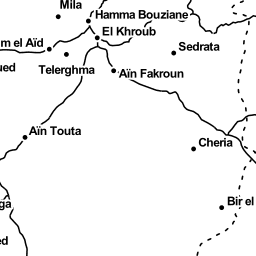 Mila
Hamma Bouziane
El Khroub
m el Aïd
Sedrata
ued
Telerghma
Aïn Fakroun
Aïn Touta
Cheria
Bir el
ga
ed